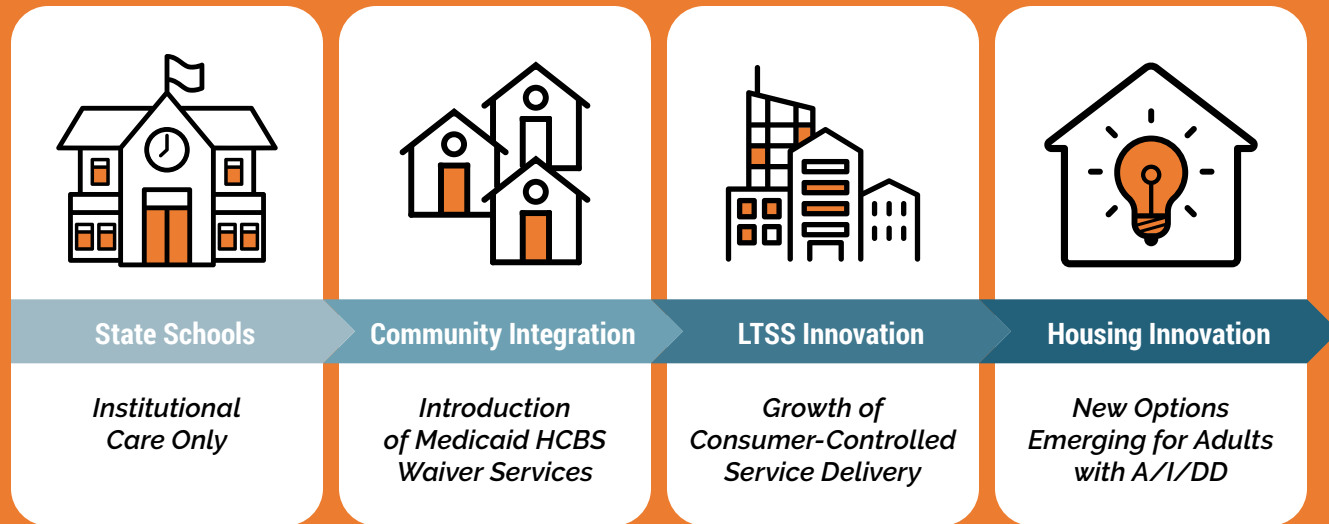 State Schools
Institutional
Care Only
Community Integration
Introduction
of Medicaid HCBS
Waiver Services
LTSS Innovation
Growth of
Consumer-Controlled
Service Delivery
Housing Innovation
New Options
Emerging for Adults
with A/I/DD